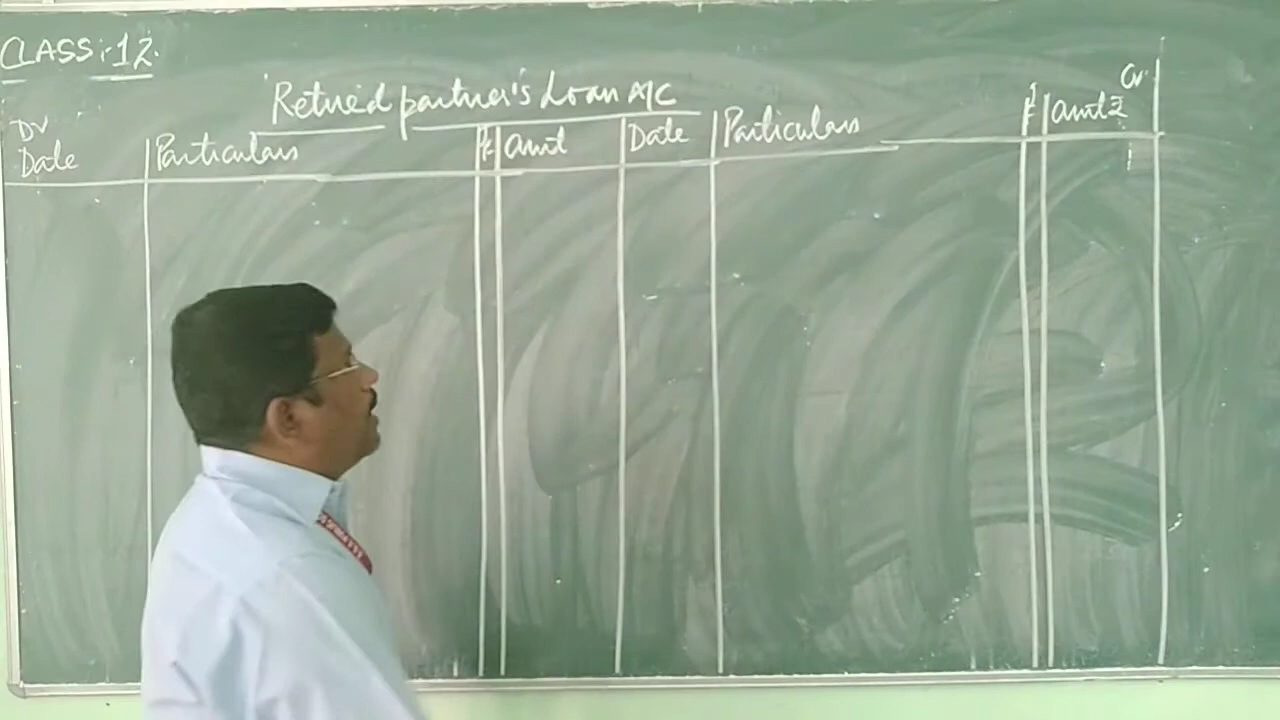 CLASS:-12.
Retired partner's Loan A/C
Dr Cr
Date Particulars F Amt Date Particulars F Amt ₹